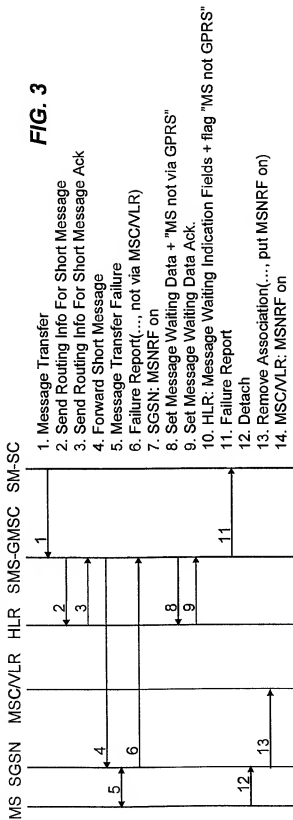 FIG. 3
MS SGSN MSC/VLR HLR SMS-GMSC SM-SC
1
2
3
4
5
6
8
9
11
12
13
1. Message Transfer
2. Send Routing Info For Short Message
3. Send Routing Info For Short Message Ack
4. Forward Short Message
5. Message Transfer Failure
6. Failure Report(..., not via MSC/VLR)
7. SGSN: MSNRF on
8. Set Message Waiting Data + "MS not via GPRS"
9. Set Message Waiting Data Ack.
10. HLR: Message Waiting Indication Fields + flag "MS not GPRS"
11. Failure Report
12. Detach
13. Remove Association(..., put MSNRF on)
14. MSC/VLR: MSNRF on